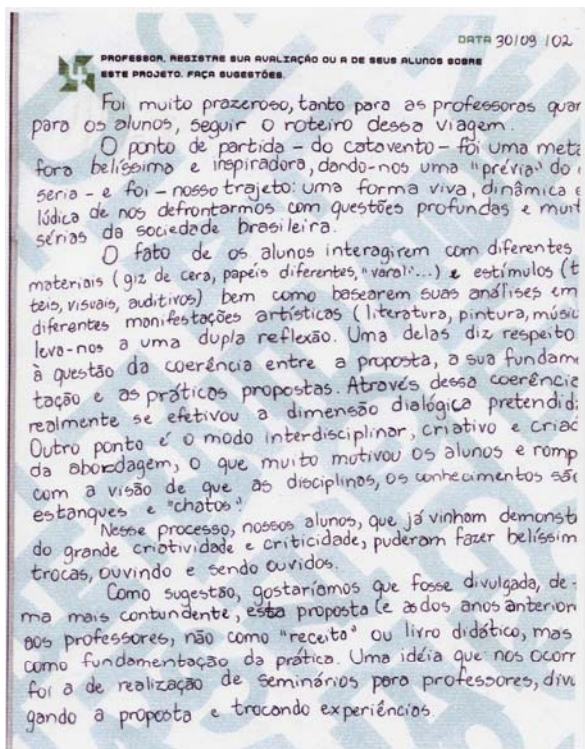 DATA 30/09/02
PROFESSOR, REGISTRE SUA AVALIAÇÃO OU A DE SEUS ALUNOS SOBRE
ESTE PROJETO. FAÇA SUGESTÕES.
Foi muito prazeroso, tanto para as professoras quan
para os alunos, seguir o roteiro dessa viagem.
O ponto de partida - do catavento - foi uma metá
fora belíssima e inspiradora, dando-nos uma "prévia" do
seria - e foi - nosso trajeto: uma forma viva, dinâmica e
lúdica de nos defrontarmos com questões profundas e muit
sérias da sociedade brasileira.
O fato de os alunos interagirem com diferentes
materiais (giz de cera, papéis diferentes, "varal"...) e estímulos (t
teis, visuais, auditivos) bem como basearem suas análises em
diferentes manifestações artísticas (literatura, pintura, músic
leva-nos a uma dupla reflexão. Uma delas diz respeito
à questão da coerência entre a proposta, a sua fundame
tação e as práticas propostas. Através dessa coerência
realmente se efetivou a dimensão dialógica pretendid
Outro ponto é o modo interdisciplinar, criativo e criad
da abordagem, o que muito motivou os alunos e romp
com a visão de que as disciplinas, os conhecimentos sã
estanques e "chatos".
Nesse processo, nossos alunos, que já vinham demonst
do grande criatividade e criticidade, puderam fazer belíssim
trocas, ouvindo e sendo ouvidos.
Como sugestão, gostaríamos que fosse divulgada, de
ma mais contundente, esta proposta (e as dos anos anterior
aos professores, não como "receita" ou livro didático, mas
como fundamentação da prática. Uma idéia que nos ocorr
foi a de realização de seminários para professores, divu
gando a proposta e trocando experiências.